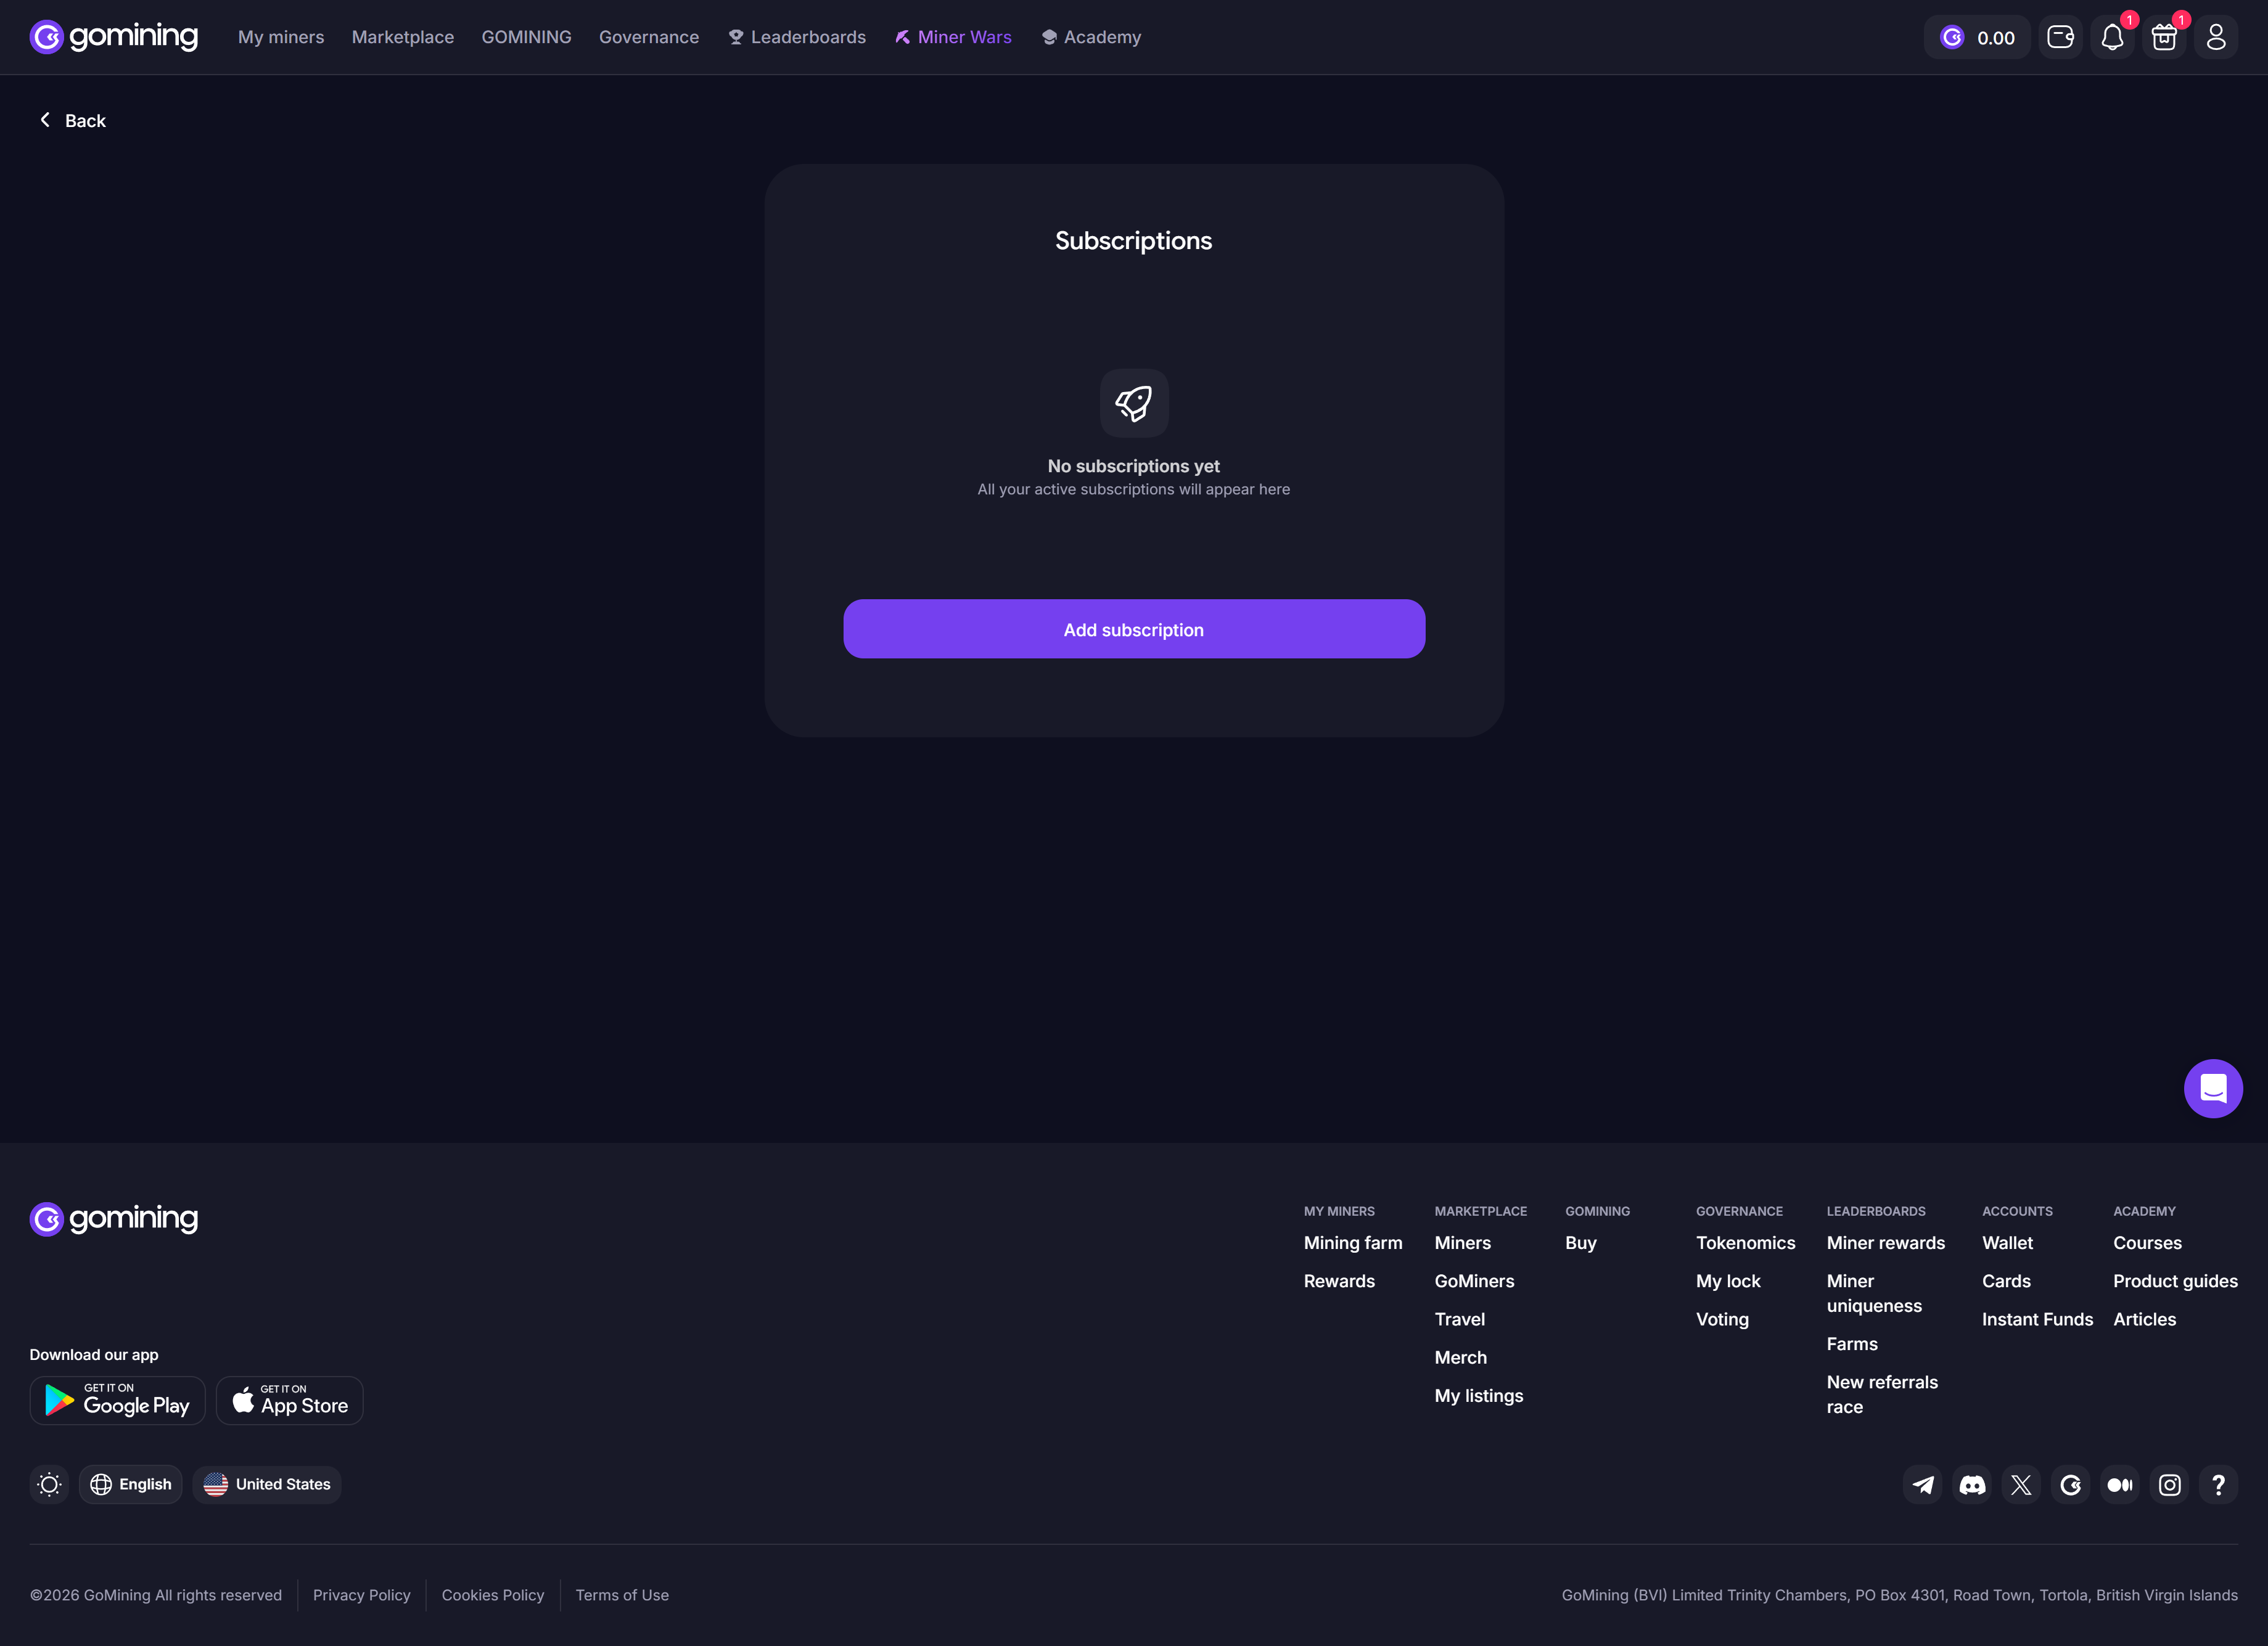 gomining My miners Marketplace GOMINING Governance Leaderboards Miner Wars Academy 0.00 1 1
Back
Subscriptions
No subscriptions yet
All your active subscriptions will appear here
Add subscription
gomining
MY MINERS
Mining farm
Rewards
MARKETPLACE
Miners
GoMiners
Travel
Merch
My listings
GOMINING
Buy
GOVERNANCE
Tokenomics
My lock
Voting
LEADERBOARDS
Miner rewards
Miner
uniqueness
Farms
New referrals
race
ACCOUNTS
Wallet
Cards
Instant Funds
ACADEMY
Courses
Product guides
Articles
Download our app
GET IT ON
Google Play
GET IT ON
App Store
English United States
?
©2026 GoMining All rights reserved Privacy Policy Cookies Policy Terms of Use
GoMining (BVI) Limited Trinity Chambers, PO Box 4301, Road Town, Tortola, British Virgin Islands